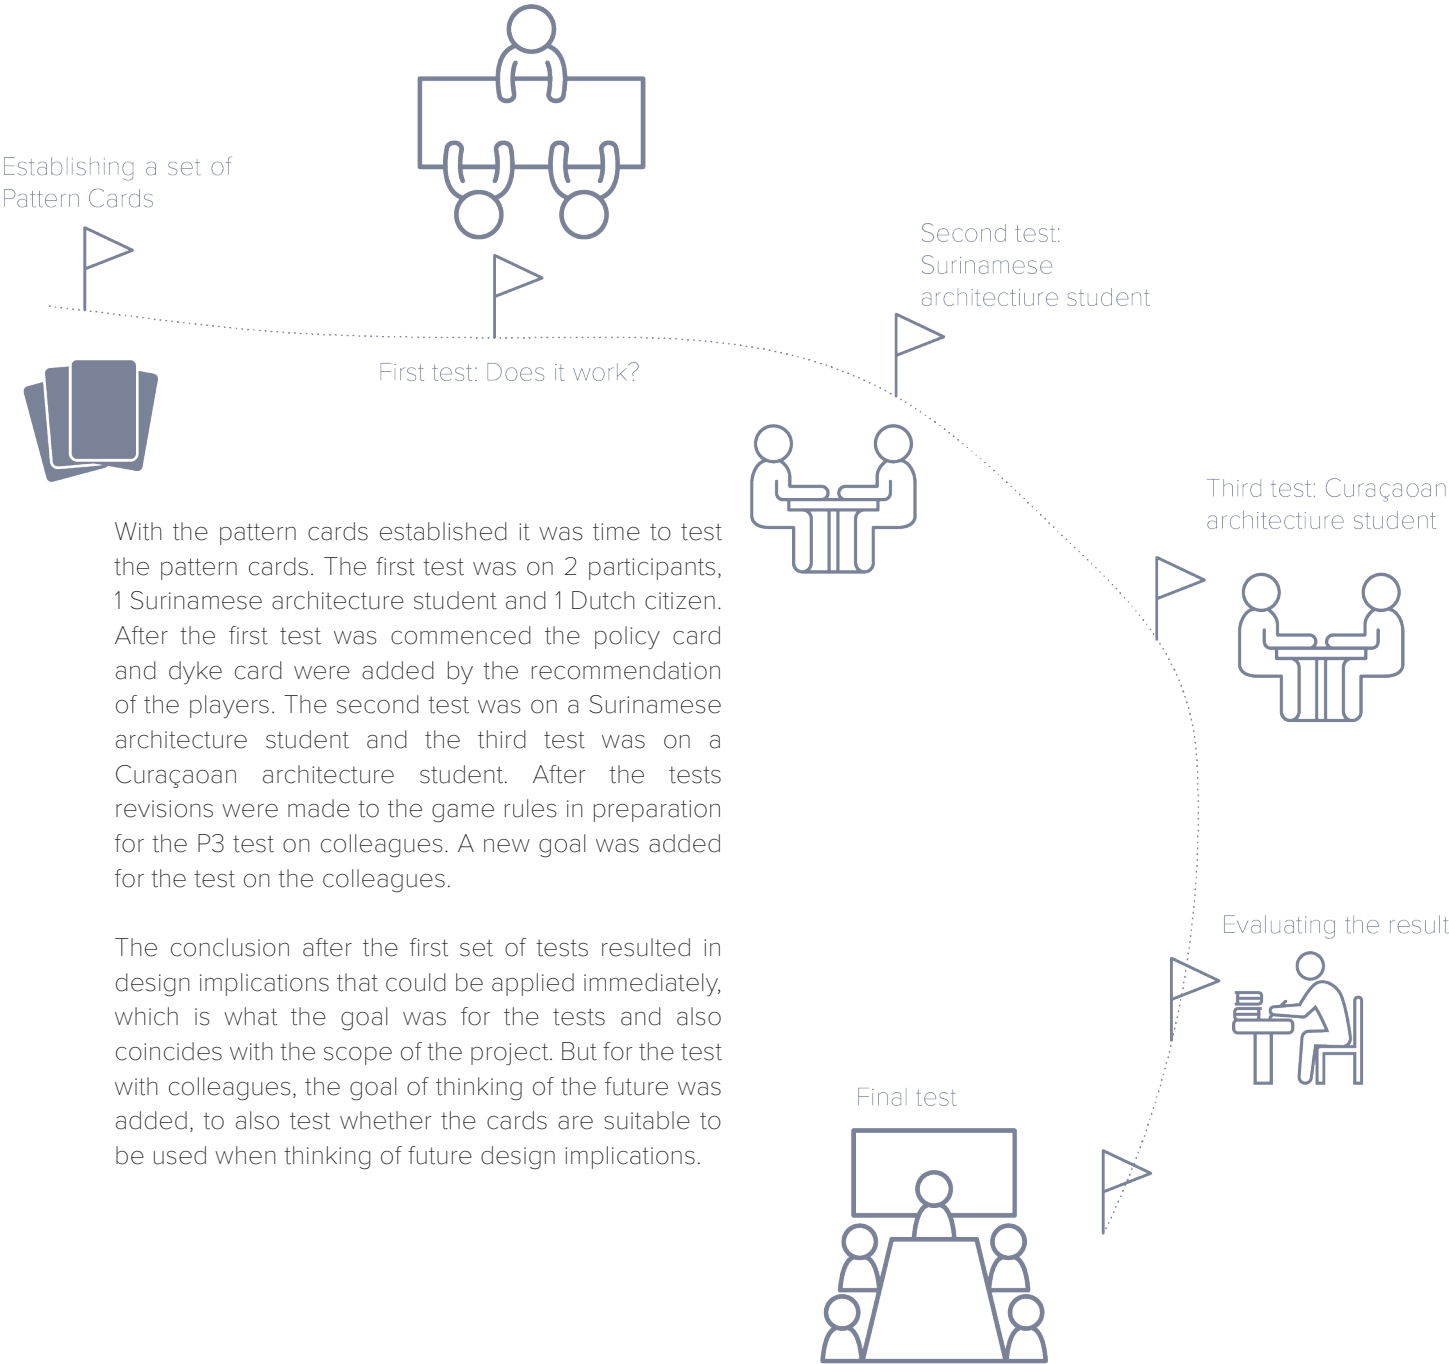 Establishing a set of
Pattern Cards
First test: Does it work?
Second test:
Surinamese
architectiure student
Third test: Curaçaoan
architectiure student
With the pattern cards established it was time to test
the pattern cards. The first test was on 2 participants,
1 Surinamese architecture student and 1 Dutch citizen.
After the first test was commenced the policy card
and dyke card were added by the recommendation
of the players. The second test was on a Surinamese
architecture student and the third test was on a
Curaçaoan architecture student. After the tests
revisions were made to the game rules in preparation
for the P3 test on colleagues. A new goal was added
for the test on the colleagues.
The conclusion after the first set of tests resulted in
design implications that could be applied immediately,
which is what the goal was for the tests and also
coincides with the scope of the project. But for the test
with colleagues, the goal of thinking of the future was
added, to also test whether the cards are suitable to
be used when thinking of future design implications.
Evaluating the result
Final test